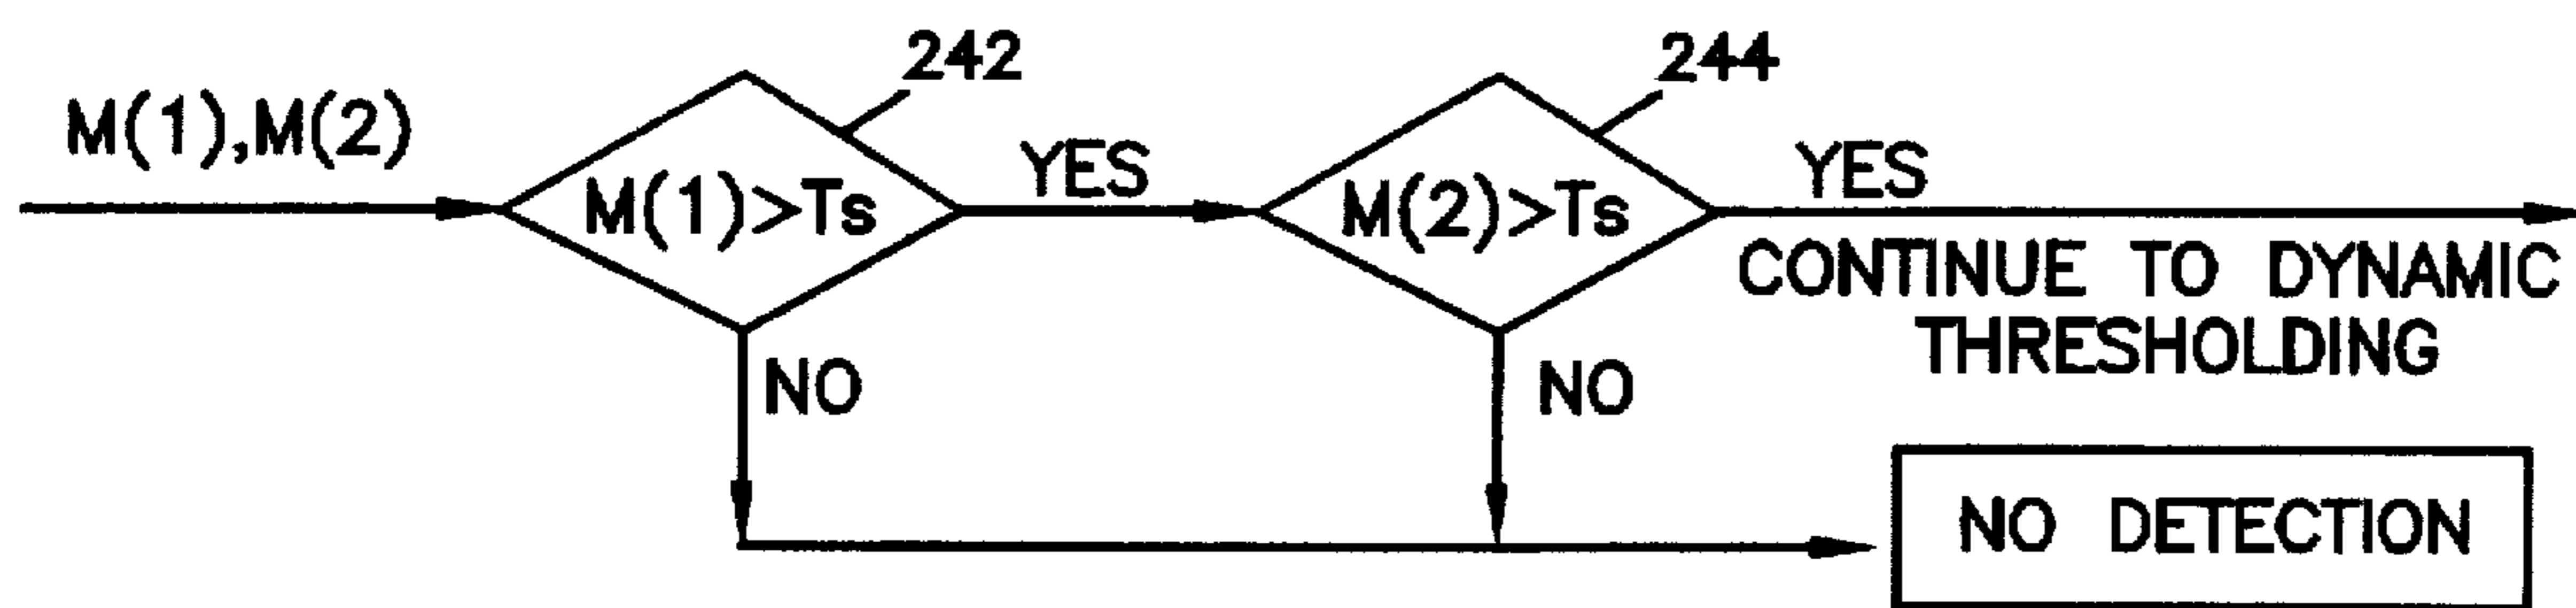 242
244
M(1),M(2)
M(1)>Ts
YES
M(2)>Ts
YES
CONTINUE TO DYNAMIC
THRESHOLDING
NO
NO
NO DETECTION